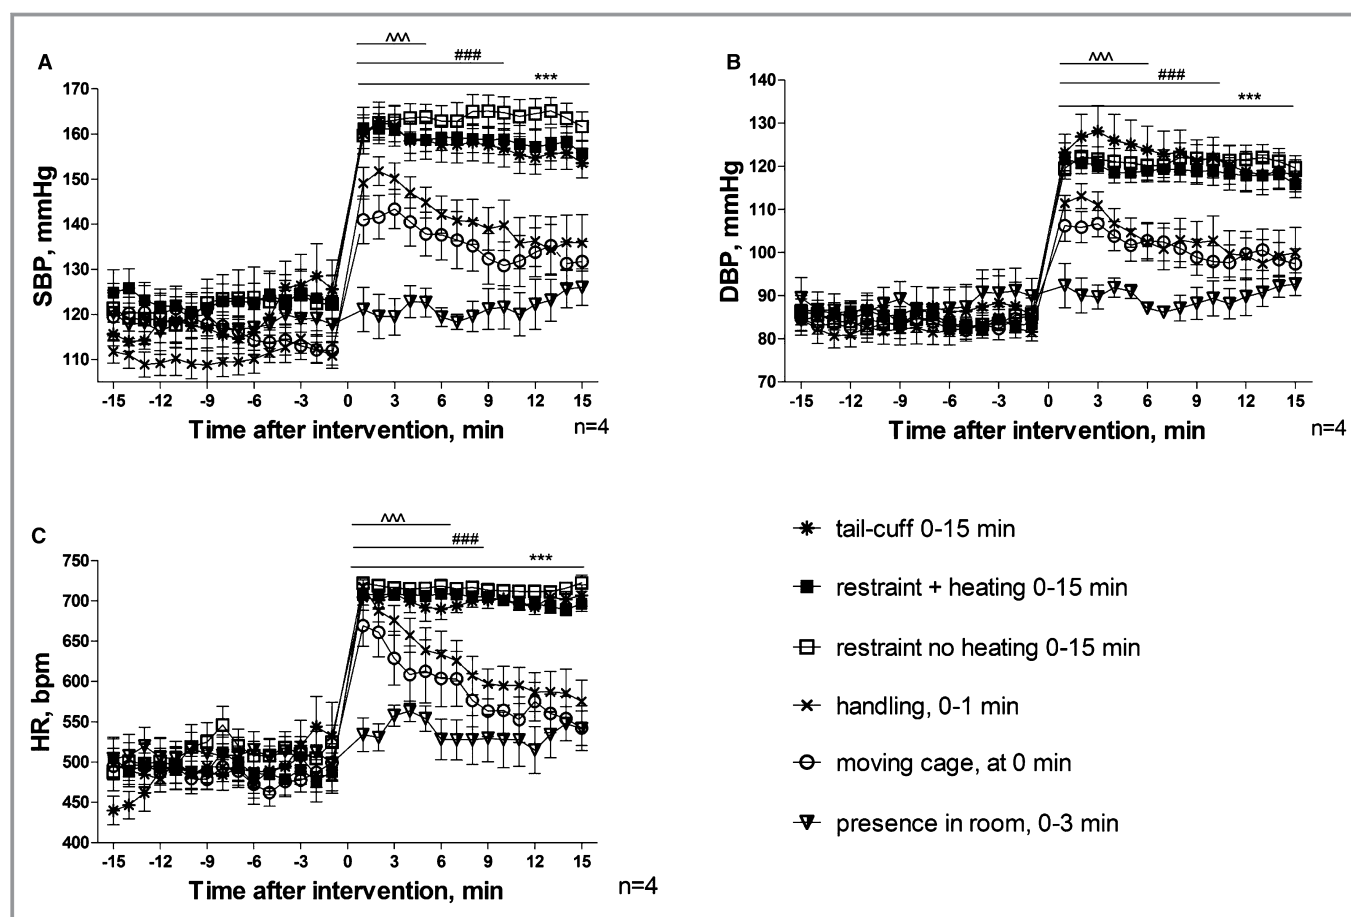 A
^^^
###
***
170
160
150
140
130
120
110
SBP, mmHg
-15 -12 -9 -6 -3 0 3 6 9 12 15
Time after intervention, min
n=4
B
^^^
###
***
140
130
120
110
100
90
80
70
DBP, mmHg
-15 -12 -9 -6 -3 0 3 6 9 12 15
Time after intervention, min
n=4
C
^^^
###
***
750
700
650
600
550
500
450
400
HR, bpm
-15 -12 -9 -6 -3 0 3 6 9 12 15
Time after intervention, min
n=4
tail-cuff 0-15 min
restraint + heating 0-15 min
restraint no heating 0-15 min
handling, 0-1 min
moving cage, at 0 min
presence in room, 0-3 min